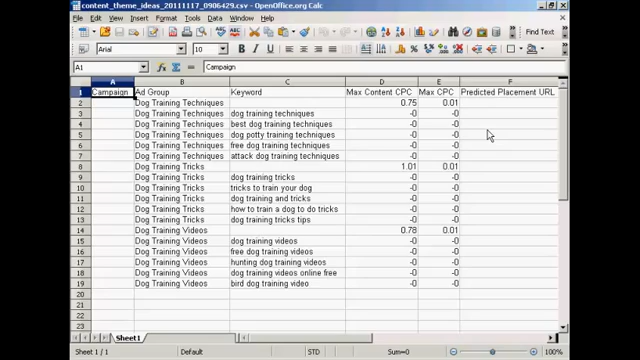 content_theme_ideas_20111117_0906429.csv - OpenOffice.org Calc
File Edit View Insert Format Tools Data Window Help
Find Text
Arial 10
A1 Campaign
A B C D E F
1 Campaign Ad Group Keyword Max Content CPC Max CPC Predicted Placement URL
2 Dog Training Techniques 0.75 0.01
3 Dog Training Techniques dog training techniques -0 -0
4 Dog Training Techniques best dog training techniques -0 -0
5 Dog Training Techniques dog potty training techniques -0 -0
6 Dog Training Techniques free dog training techniques -0 -0
7 Dog Training Techniques attack dog training techniques -0 -0
8 Dog Training Tricks 1.01 0.01
9 Dog Training Tricks dog training tricks -0 -0
10 Dog Training Tricks tricks to train your dog -0 -0
11 Dog Training Tricks dog training and tricks -0 -0
12 Dog Training Tricks how to train a dog to do tricks -0 -0
13 Dog Training Tricks dog training tricks tips -0 -0
14 Dog Training Videos 0.78 0.01
15 Dog Training Videos dog training videos -0 -0
16 Dog Training Videos free dog training videos -0 -0
17 Dog Training Videos hunting dog training videos -0 -0
18 Dog Training Videos dog training videos online free -0 -0
19 Dog Training Videos bird dog training video -0 -0
20
21
22
23
Sheet1
Sheet 1 / 1 Default STD Sum=0 100%